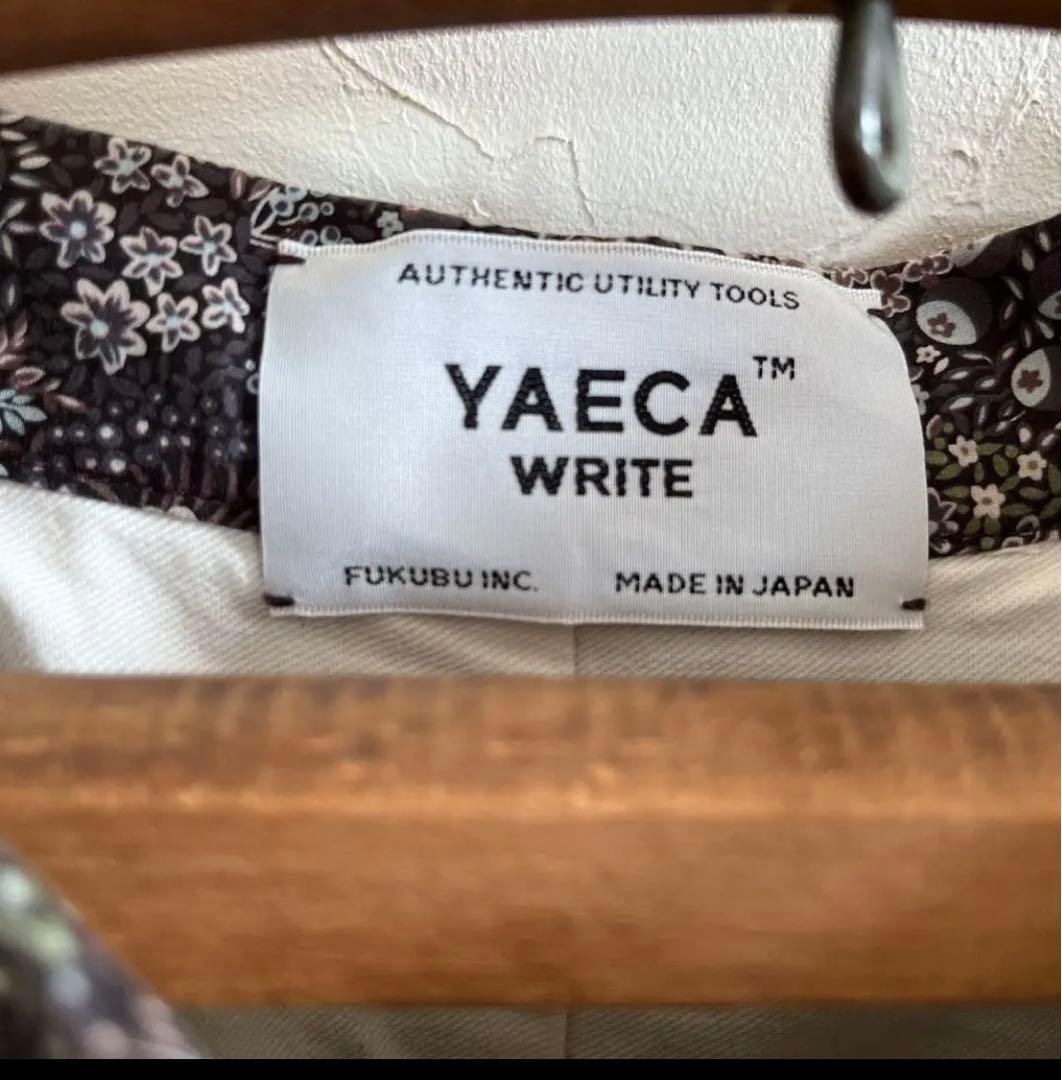 AUTHENTIC UTILITY TOOLS
YAECA™
WRITE
FUKUBU INC. MADE IN JAPAN